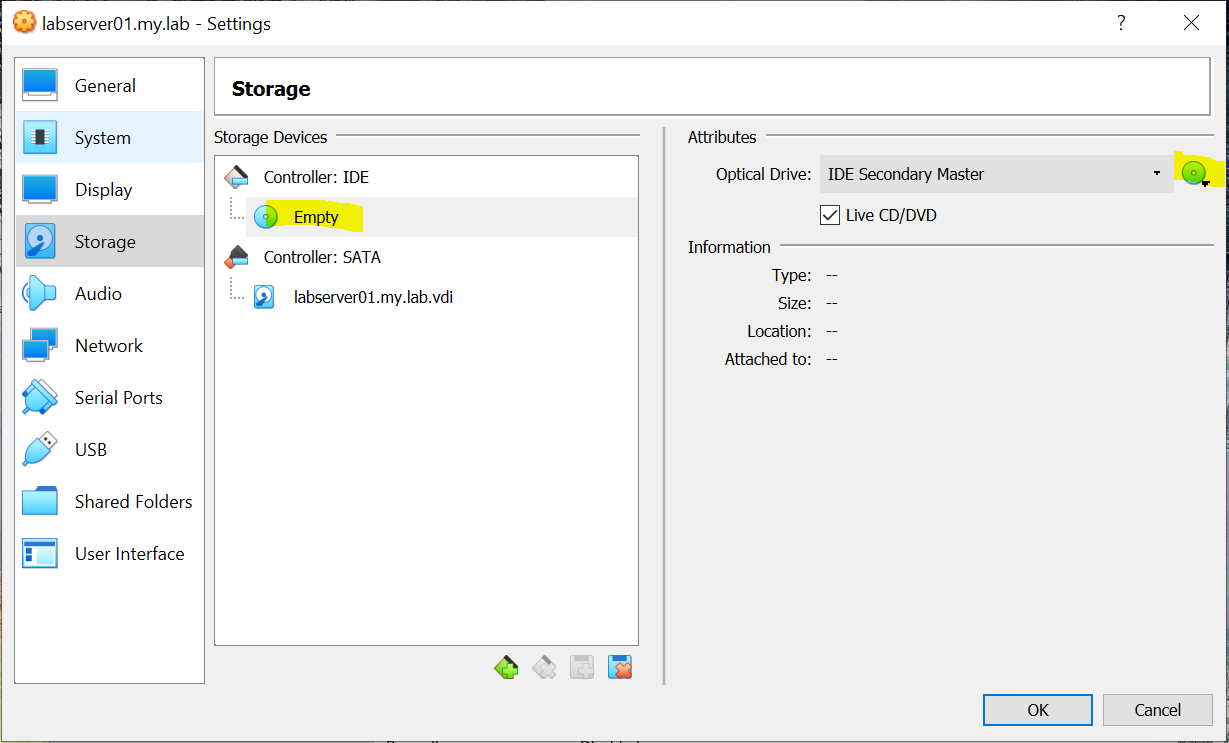 labserver01.my.lab - Settings
?
General
System
Display
Storage
Audio
Network
Serial Ports
USB
Shared Folders
User Interface
Storage
Storage Devices
Controller: IDE
Empty
Controller: SATA
labserver01.my.lab.vdi
Attributes
Optical Drive: IDE Secondary Master
Live CD/DVD
Information
Type: --
Size: --
Location: --
Attached to: --
OK
Cancel